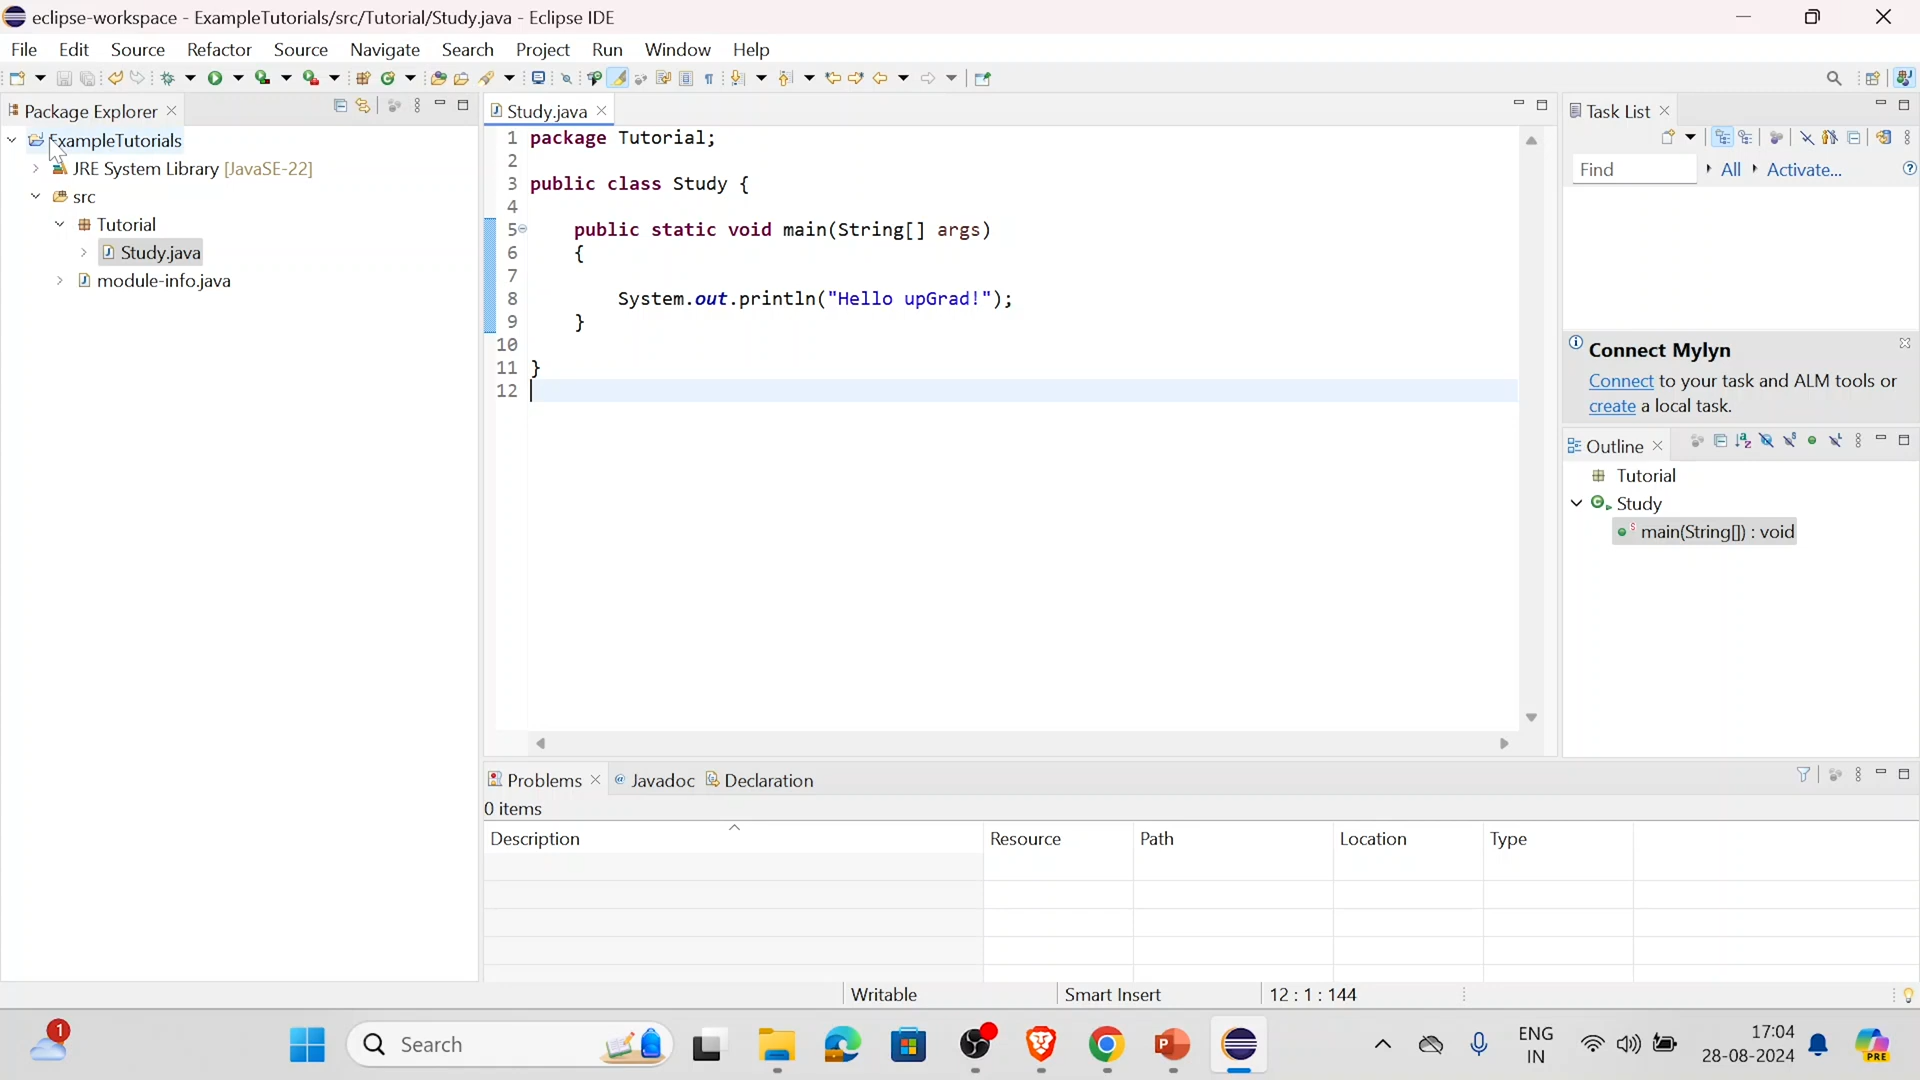 eclipse-workspace - ExampleTutorials/src/Tutorial/Study.java - Eclipse IDE
File Edit Source Refactor Source Navigate Search Project Run Window Help
Package Explorer
ExampleTutorials
JRE System Library [JavaSE-22]
src
Tutorial
Study.java
module-info.java
Study.java
1 package Tutorial;
2
3 public class Study {
4
5 public static void main(String[] args)
6 {
7
8 System.out.println("Hello upGrad!");
9 }
10
11 }
12
Task List
Find All Activate...
Connect Mylyn
Connect to your task and ALM tools or
create a local task.
Outline
Tutorial
Study
main(String[]) : void
Problems Javadoc Declaration
0 items
Description Resource Path Location Type
Writable Smart Insert 12 : 1 : 144
1
Search
ENG
IN
17:04
28-08-2024
PRE